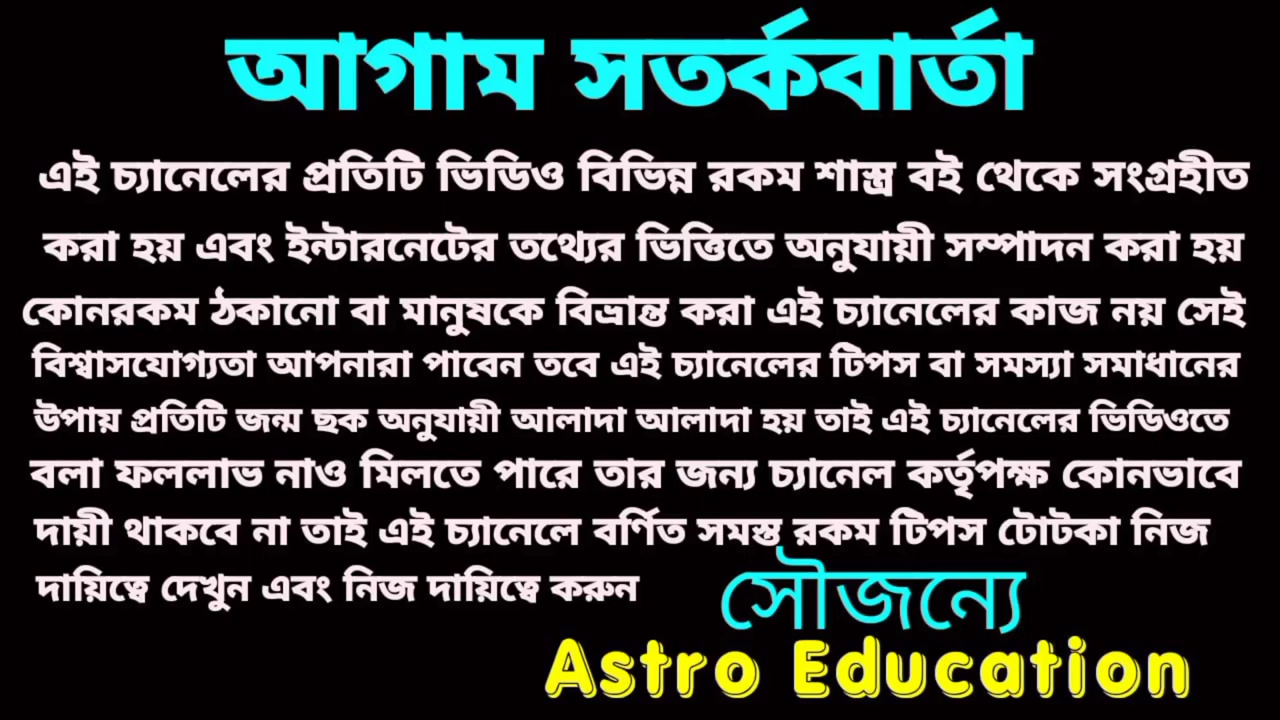 আগাম সতর্কবার্তা
এই চ্যানেলের প্রতিটি ভিডিও বিভিন্ন রকম শাস্ত্র বই থেকে সংগ্রহীত
করা হয় এবং ইন্টারনেটের তথ্যের ভিত্তিতে অনুযায়ী সম্পাদন করা হয়
কোনরকম ঠকানো বা মানুষকে বিভ্রান্ত করা এই চ্যানেলের কাজ নয় সেই
বিশ্বাসযোগ্যতা আপনারা পাবেন তবে এই চ্যানেলের টিপস বা সমস্যা সমাধানের
উপায় প্রতিটি জন্ম ছক অনুযায়ী আলাদা আলাদা হয় তাই এই চ্যানেলের ভিডিওতে
বলা ফললাভ নাও মিলতে পারে তার জন্য চ্যানেল কর্তৃপক্ষ কোনভাবে
দায়ী থাকবে না তাই এই চ্যানেলে বর্ণিত সমস্ত রকম টিপস টোটকা নিজ
দায়িত্বে দেখুন এবং নিজ দায়িত্বে করুন
সৌজন্যে
Astro Education